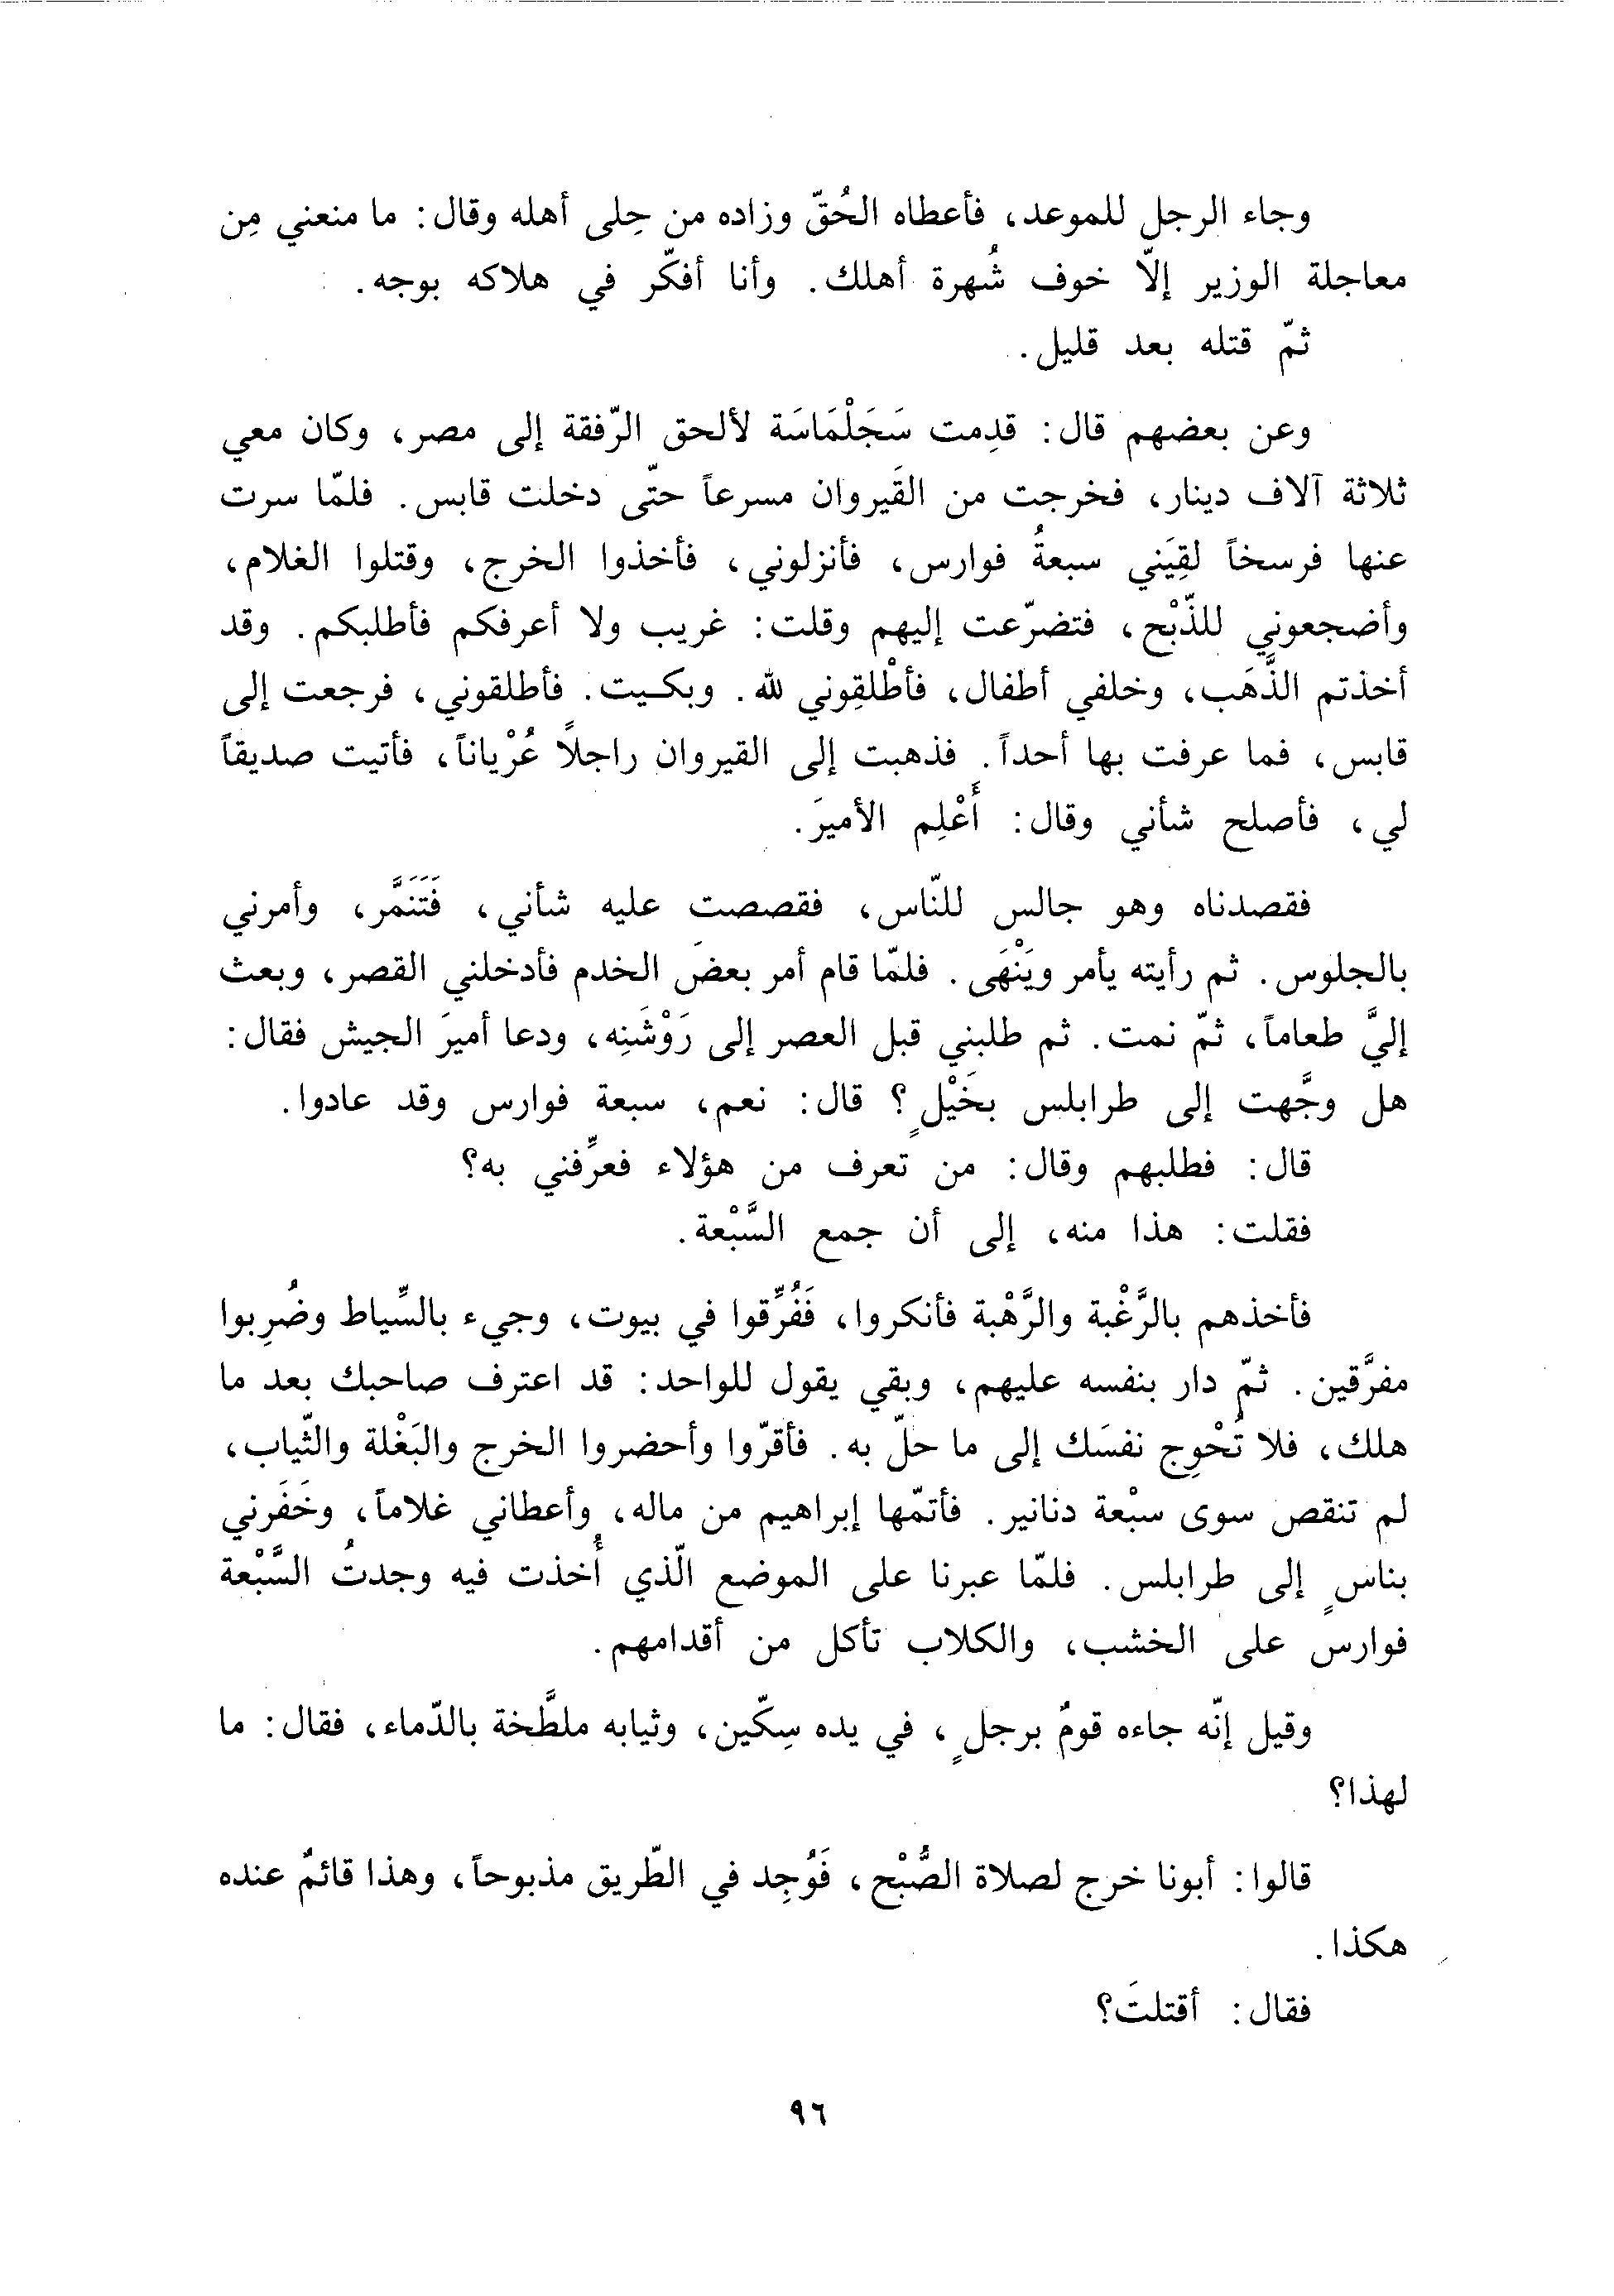 وجاء الرجل للموعد، فأعطاه الحُقّ وزاده من حِلى أهله وقال: ما منعني مِن
معاجلة الوزير إلاّ خوف شُهرة أهلك. وأنا أفكّر في هلاكه بوجه.
ثمّ قتله بعد قليل.
وعن بعضهم قال: قدِمت سَجَلْمَاسَة لألحق الرّفقة إلى مصر، وكان معي
ثلاثة آلاف دينار، فخرجت من القَيروان مسرعاً حتّى دخلت قابس. فلمّا سرت
عنها فرسخاً لقِيَني سبعةُ فوارس، فأنزلوني، فأخذوا الخرج، وقتلوا الغلام،
وأضجعوني للذّبْح، فتضرّعت إليهم وقلت: غريب ولا أعرفكم فأطلبكم. وقد
أخذتم الذَّهَب، وخلفي أطفال، فأطْلقِوني لله. وبكيت. فأطلقوني، فرجعت إلى
قابس، فما عرفت بها أحداً. فذهبت إلى القيروان راجلاً عُرْياناً، فأتيت صديقاً
لي، فأصلح شأني وقال: أَعْلِم الأميرَ.
فقصدناه وهو جالس للنّاس، فقصصت عليه شأني، فَتَنَمَّر، وأمرني
بالجلوس. ثم رأيته يأمر ويَنْهَى. فلمّا قام أمر بعضَ الخدم فأدخلني القصر، وبعث
إليَّ طعاماً، ثمّ نمت. ثم طلبني قبل العصر إلى رَوْشَنِه، ودعا أميرَ الجيش فقال:
هل وجَّهت إلى طرابلس بخَيْلٍ؟ قال: نعم، سبعة فوارس وقد عادوا.
قال: فطلبهم وقال: من تعرف من هؤلاء فعرِّفني به؟
فقلت: هذا منه، إلى أن جمع السَّبْعة.
فأخذهم بالرَّغْبة والرَّهْبة فأنكروا، فَفُرِّقوا في بيوت، وجيء بالسِّياط وضُرِبوا
مفرَّقين. ثمّ دار بنفسه عليهم، وبقي يقول للواحد: قد اعترف صاحبك بعد ما
هلك، فلا تُحْوِج نفسَك إلى ما حلّ به. فأقرّوا وأحضروا الخرج والبَغْلة والثّياب،
لم تنقص سوى سبْعة دنانير. فأتمّها إبراهيم من ماله، وأعطاني غلاماً، وخَفَرني
بناسٍ إلى طرابلس. فلمّا عبرنا على الموضع الّذي أُخذت فيه وجدتُ السَّبْعة
فوارس على الخشب، والكلاب تأكل من أقدامهم.
وقيل إنّه جاءه قومٌ برجلٍ، في يده سِكّين، وثيابه ملطَّخة بالدّماء، فقال: ما
لهذا؟
قالوا: أبونا خرج لصلاة الصُّبْح، فَوُجِد في الطّريق مذبوحاً، وهذا قائمٌ عنده
هكذا.
فقال: أقتلتَ؟
٩٦